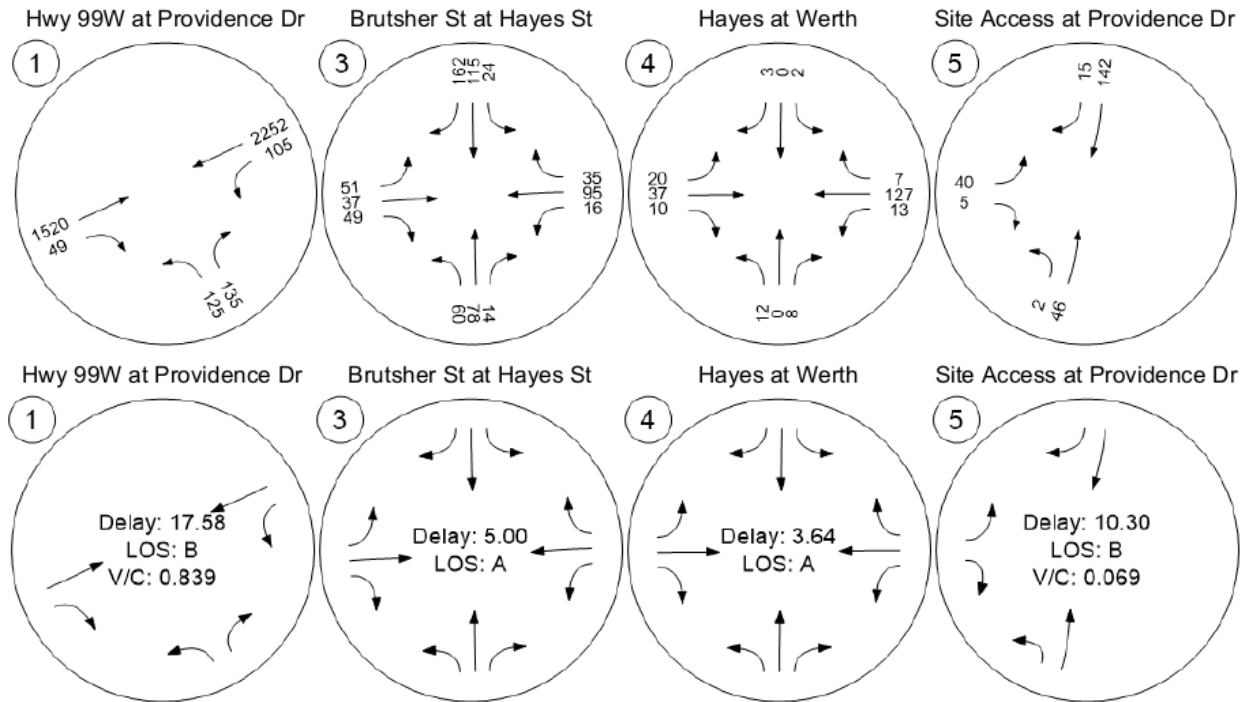 Hwy 99W at Providence Dr
Brutsher St at Hayes St
Hayes at Werth
Site Access at Providence Dr
1
3
4
5
2252
105
1520
49
125
135
162
115
24
51
37
49
35
95
16
60
78
14
3
0
2
20
37
10
7
127
13
12
0
8
15
142
40
5
2
46
Hwy 99W at Providence Dr
Brutsher St at Hayes St
Hayes at Werth
Site Access at Providence Dr
1
3
4
5
Delay: 17.58
LOS: B
V/C: 0.839
Delay: 5.00
LOS: A
Delay: 3.64
LOS: A
Delay: 10.30
LOS: B
V/C: 0.069